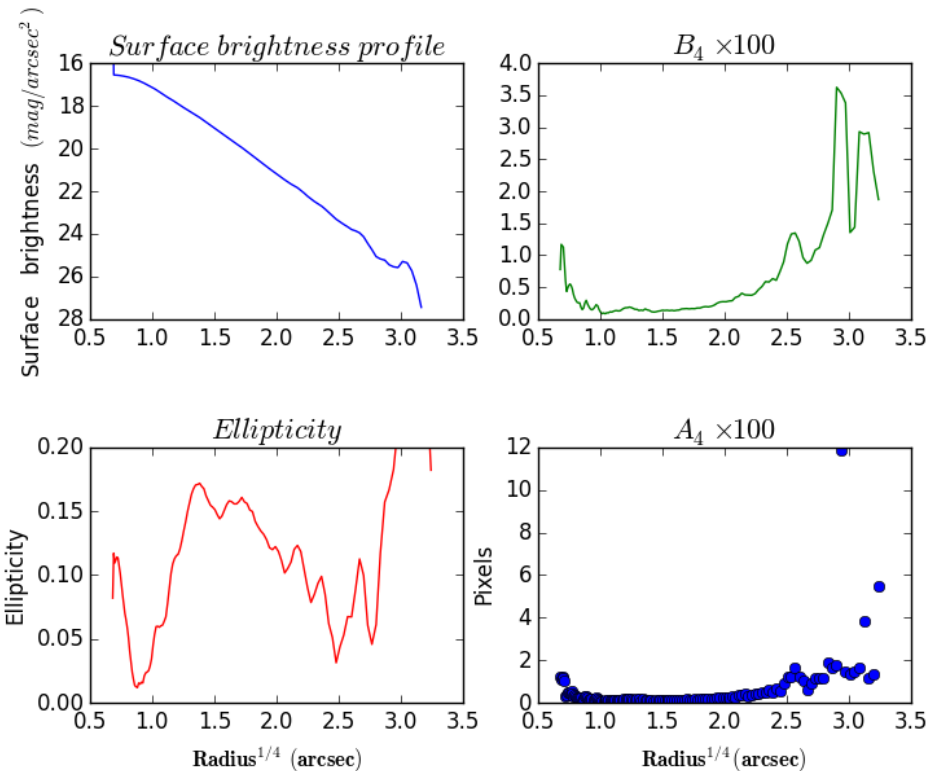 Surface brightness profile
Surface brightness (mag/arcsec²)
16
18
20
22
24
26
28
0.5 1.0 1.5 2.0 2.5 3.0 3.5
B₄ ×100
4.0
3.5
3.0
2.5
2.0
1.5
1.0
0.5
0.0
0.5 1.0 1.5 2.0 2.5 3.0 3.5
Ellipticity
Ellipticity
0.20
0.15
0.10
0.05
0.00
0.5 1.0 1.5 2.0 2.5 3.0 3.5
Radius^1/4 (arcsec)
A₄ ×100
Pixels
12
10
8
6
4
2
0
0.5 1.0 1.5 2.0 2.5 3.0 3.5
Radius^1/4(arcsec)